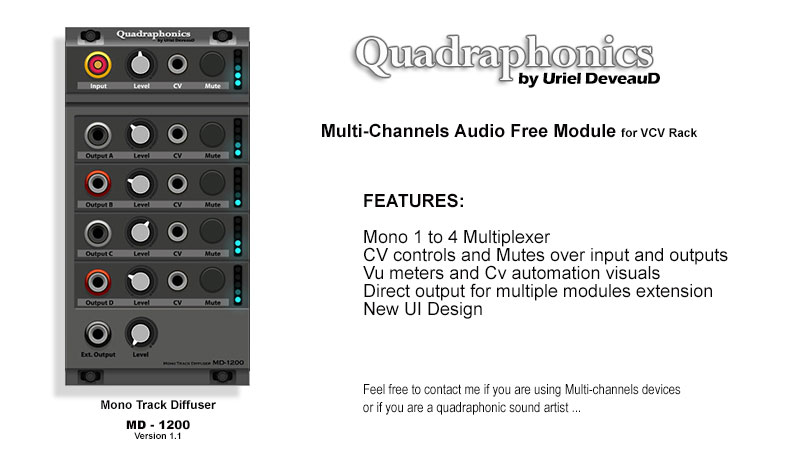 Quadraphonics
by Uriel DeveauD
Input Level CV Mute
Output A Level CV Mute
Output B Level CV Mute
Output C Level CV Mute
Output D Level CV Mute
Ext. Output Level
Mono Track Diffuser MD-1200
Mono Track Diffuser
MD - 1200
Version 1.1
Quadraphonics
by Uriel DeveauD
Multi-Channels Audio Free Module for VCV Rack
FEATURES:
Mono 1 to 4 Multiplexer
CV controls and Mutes over input and outputs
Vu meters and Cv automation visuals
Direct output for multiple modules extension
New UI Design
Feel free to contact me if you are using Multi-channels devices
or if you are a quadraphonic sound artist ...